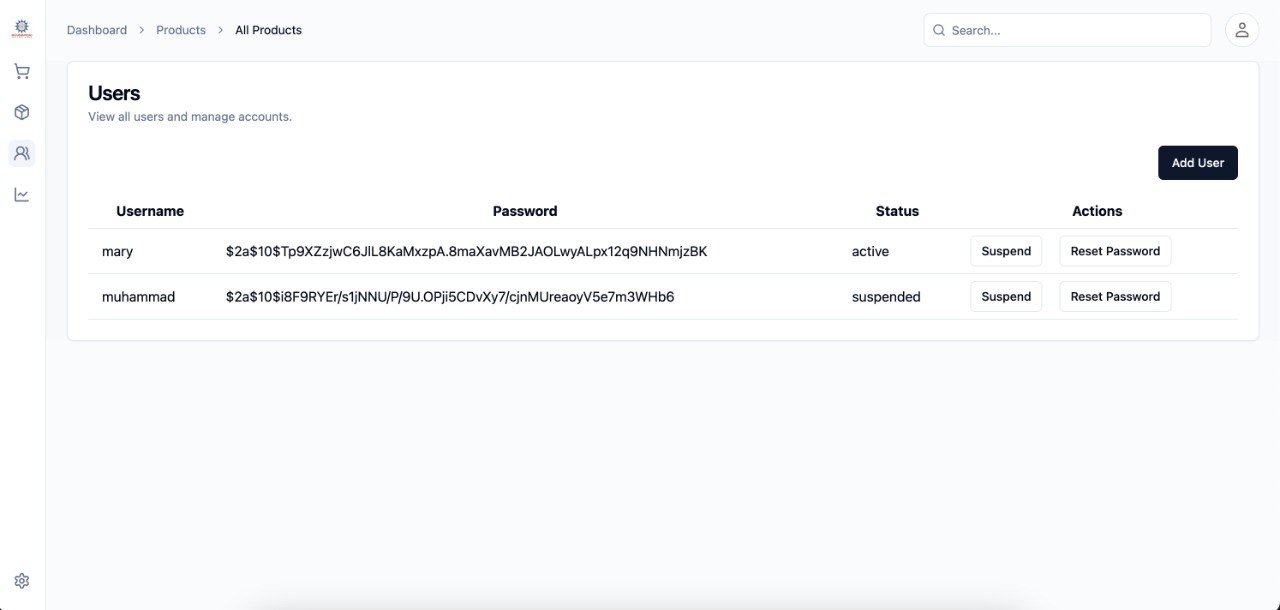 Dashboard > Products > All Products
Search...
Users
View all users and manage accounts.
Add User
Username Password Status Actions
mary $2a$10$Tp9XZzjwC6JlL8KaMxzpA.8maXavMB2JAOLwyALpx12q9NHNmjzBK active Suspend Reset Password
muhammad $2a$10$i8F9RYEr/s1jNNU/P/9U.OPji5CDvXy7/cjnMUreaoyV5e7m3WHb6 suspended Suspend Reset Password